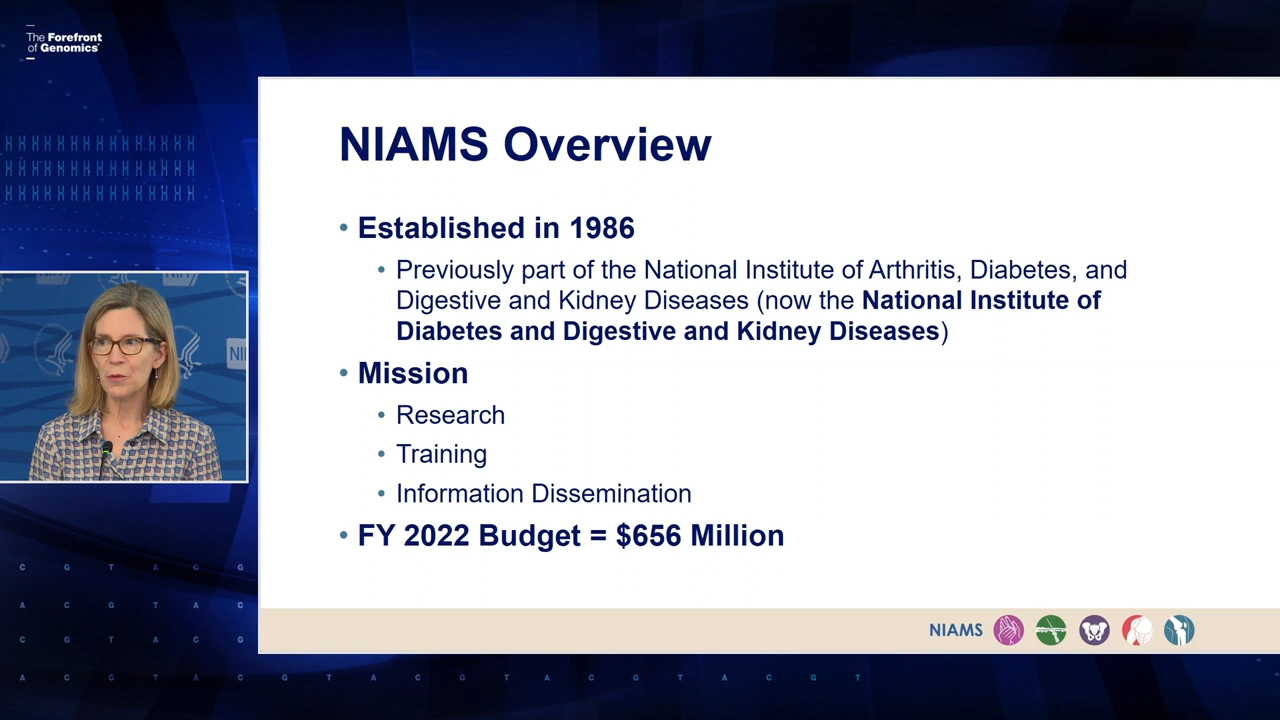 The Forefront
of Genomics®
NIAMS Overview
• Established in 1986
• Previously part of the National Institute of Arthritis, Diabetes, and
Digestive and Kidney Diseases (now the National Institute of
Diabetes and Digestive and Kidney Diseases)
• Mission
• Research
• Training
• Information Dissemination
• FY 2022 Budget = $656 Million
NIAMS
C G T A C G
A C G T A C
C G T A C G
A C G T A C G T A C G T A C G T A C G T